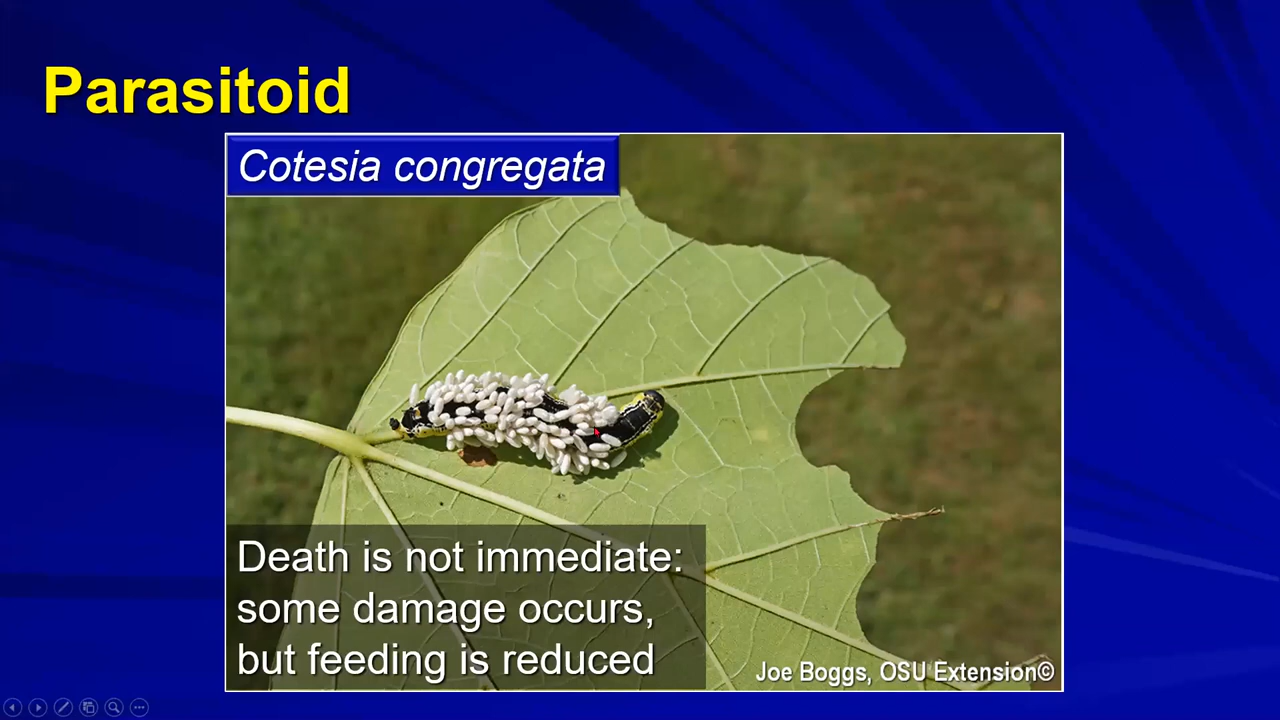 Parasitoid
Cotesia congregata
Death is not immediate:
some damage occurs,
but feeding is reduced
Joe Boggs, OSU Extension©